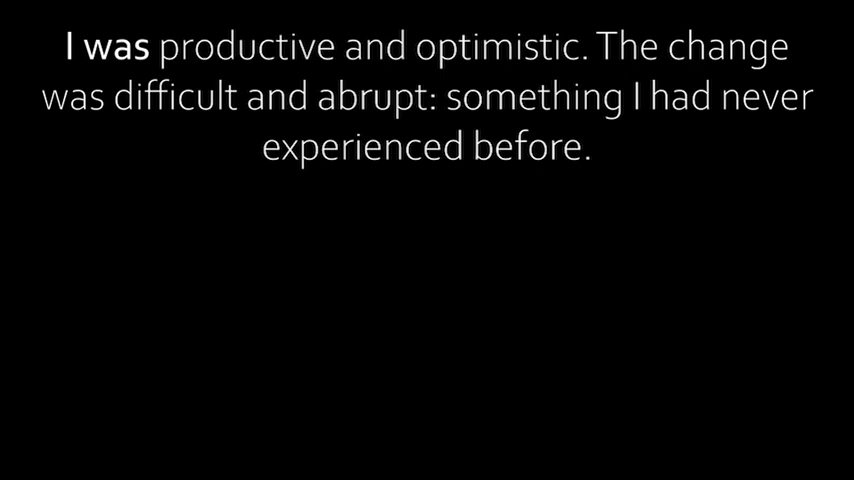 I was productive and optimistic. The change
was difficult and abrupt: something I had never
experienced before.